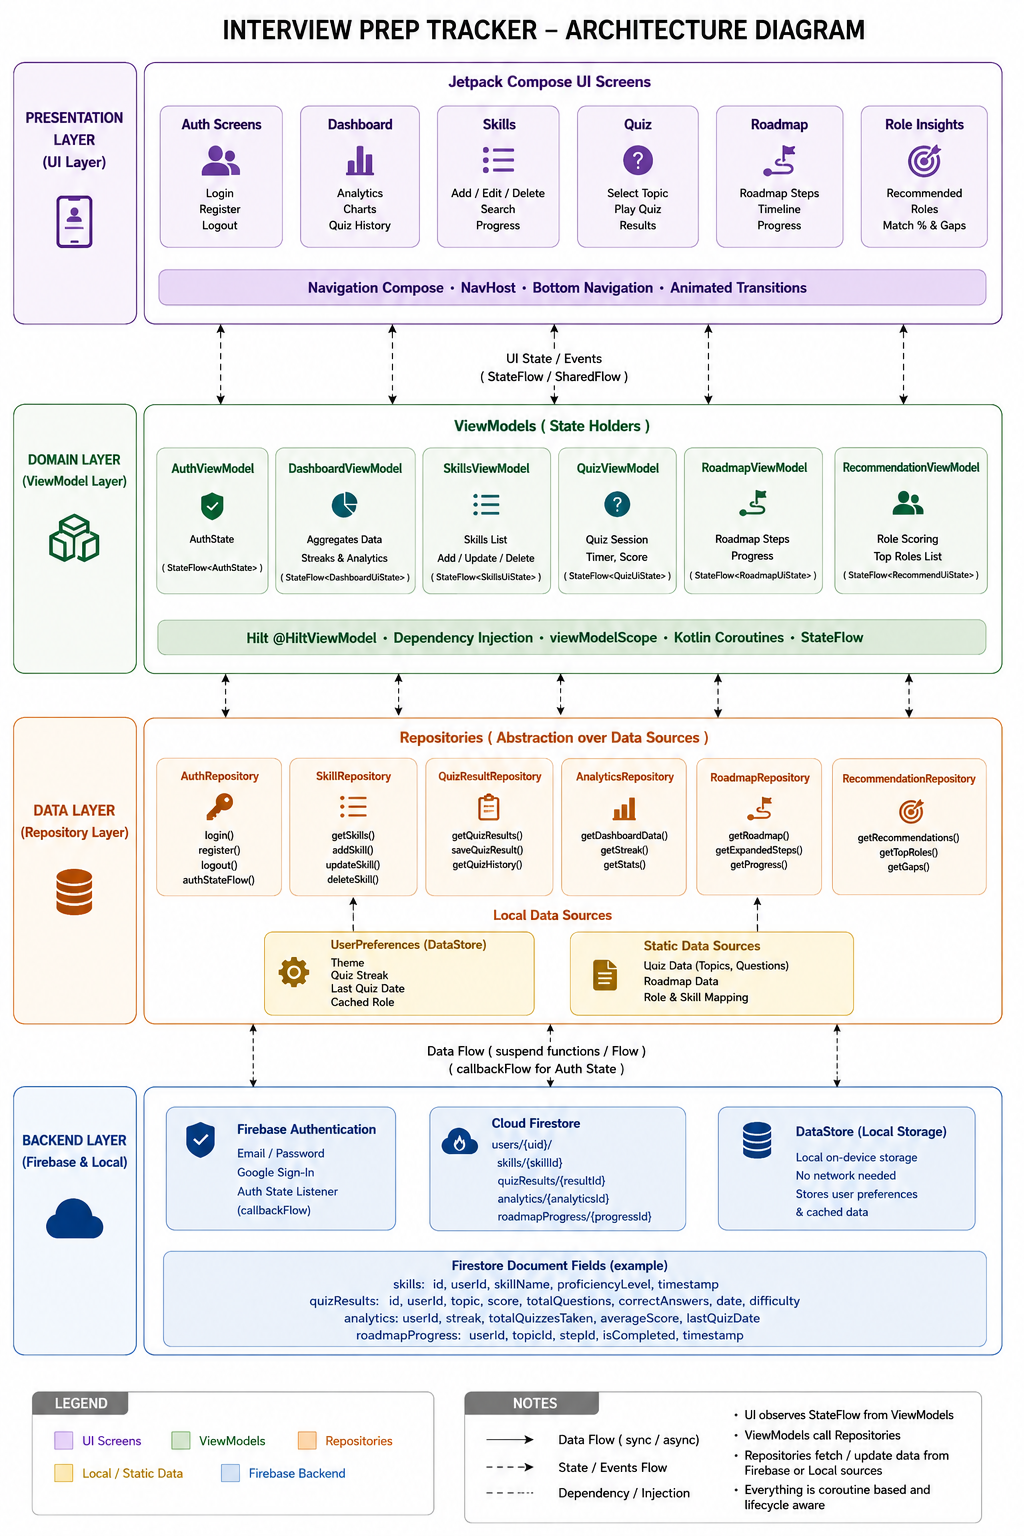 INTERVIEW PREP TRACKER – ARCHITECTURE DIAGRAM
PRESENTATION
LAYER
(UI Layer)
Jetpack Compose UI Screens
Auth Screens
Login
Register
Logout
Dashboard
Analytics
Charts
Quiz History
Skills
Add / Edit / Delete
Search
Progress
Quiz
?
Select Topic
Play Quiz
Results
Roadmap
Roadmap Steps
Timeline
Progress
Role Insights
Recommended
Roles
Match % & Gaps
Navigation Compose • NavHost • Bottom Navigation • Animated Transitions
UI State / Events
( StateFlow / SharedFlow )
DOMAIN LAYER
(ViewModel Layer)
ViewModels ( State Holders )
AuthViewModel
AuthState
( StateFlow<AuthState> )
DashboardViewModel
Aggregates Data
Streaks & Analytics
( StateFlow<DashboardUiState> )
SkillsViewModel
Skills List
Add / Update / Delete
( StateFlow<SkillsUiState> )
QuizViewModel
?
Quiz Session
Timer, Score
( StateFlow<QuizUiState> )
RoadmapViewModel
Roadmap Steps
Progress
( StateFlow<RoadmapUiState> )
RecommendationViewModel
Role Scoring
Top Roles List
( StateFlow<RecommendUiState> )
Hilt @HiltViewModel • Dependency Injection • viewModelScope • Kotlin Coroutines • StateFlow
DATA LAYER
(Repository Layer)
Repositories ( Abstraction over Data Sources )
AuthRepository
login()
register()
logout()
authStateFlow()
SkillRepository
getSkills()
addSkill()
updateSkill()
deleteSkill()
QuizResultRepository
getQuizResults()
saveQuizResult()
getQuizHistory()
AnalyticsRepository
getDashboardData()
getStreak()
getStats()
RoadmapRepository
getRoadmap()
getExpandedSteps()
getProgress()
RecommendationRepository
getRecommendations()
getTopRoles()
getGaps()
Local Data Sources
UserPreferences (DataStore)
Theme
Quiz Streak
Last Quiz Date
Cached Role
Static Data Sources
Quiz Data (Topics, Questions)
Roadmap Data
Role & Skill Mapping
Data Flow ( suspend functions / Flow )
( callbackFlow for Auth State )
BACKEND LAYER
(Firebase & Local)
Firebase Authentication
Email / Password
Google Sign-In
Auth State Listener
(callbackFlow)
Cloud Firestore
users/{uid}/
skills/{skillId}
quizResults/{resultId}
analytics/{analyticsId}
roadmapProgress/{progressId}
DataStore (Local Storage)
Local on-device storage
No network needed
Stores user preferences
& cached data
Firestore Document Fields (example)
skills: id, userId, skillName, proficiencyLevel, timestamp
quizResults: id, userId, topic, score, totalQuestions, correctAnswers, date, difficulty
analytics: userId, streak, totalQuizzesTaken, averageScore, lastQuizDate
roadmapProgress: userId, topicId, stepId, isCompleted, timestamp
LEGEND
UI Screens
ViewModels
Repositories
Local / Static Data
Firebase Backend
NOTES
Data Flow ( sync / async)
State / Events Flow
Dependency / Injection
• UI observes StateFlow from ViewModels
• ViewModels call Repositories
• Repositories fetch / update data from
Firebase or Local sources
• Everything is coroutine based and
lifecycle aware